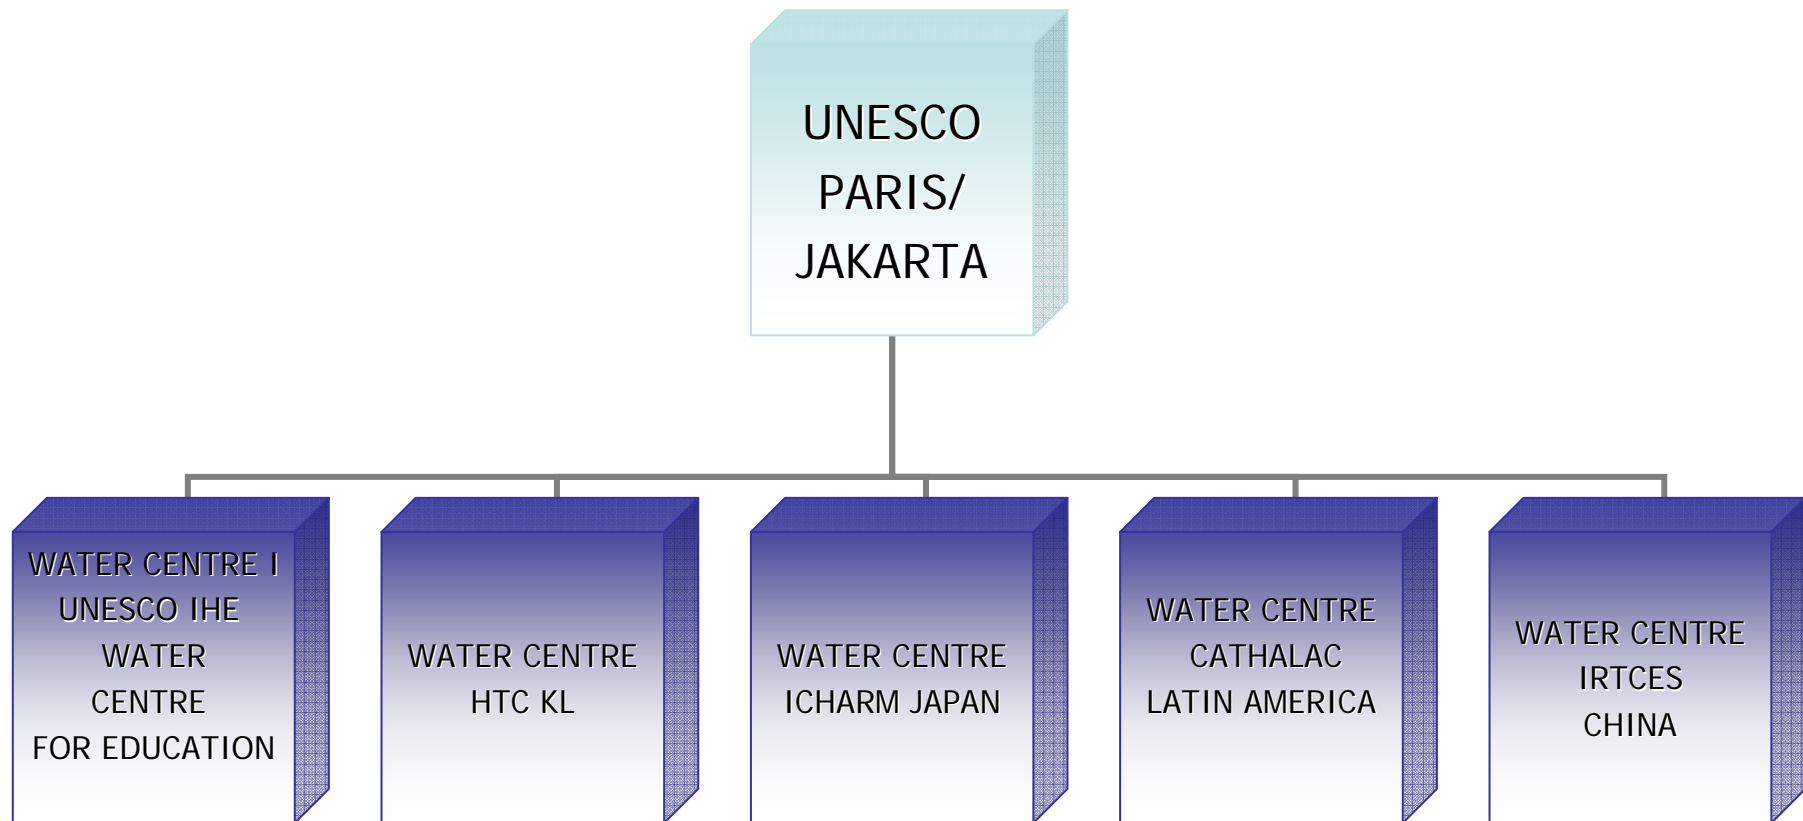 UNESCO
PARIS/
JAKARTA
WATER CENTRE I
UNESCO IHE
WATER
CENTRE
FOR EDUCATION
WATER CENTRE
HTC KL
WATER CENTRE
ICHARM JAPAN
WATER CENTRE
CATHALAC
LATIN AMERICA
WATER CENTRE
IRTCES
CHINA